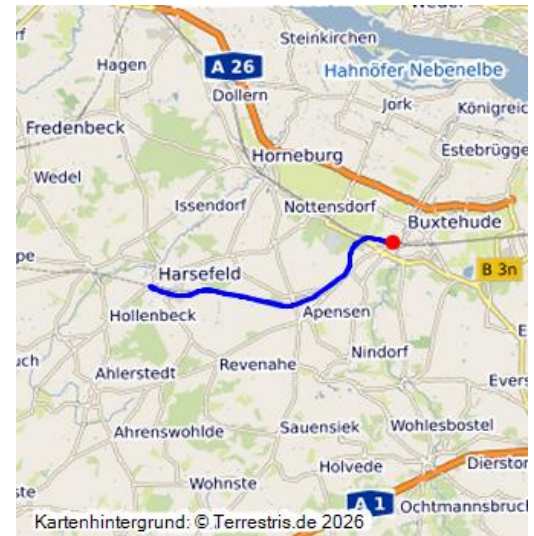 Steinkirchen
Hagen
A 26
Hahnöfer Nebenelbe
Dollern
Jork
Königreic
Fredenbeck
Horneburg
Estebrügge
Wedel
Issendorf
Nottensdorf
Buxtehude
B 3n
Harsefeld
Hollenbeck
Apensen
Nindorf
Revenahe
Ahlerstedt
Evers
Ahrenswohlde
Sauensiek
Wohlesbostel
Holvede
Dierstor
Wohnste
A 1
Ochtmannsbruc
Kartenhintergrund: © Terrestris.de 2026